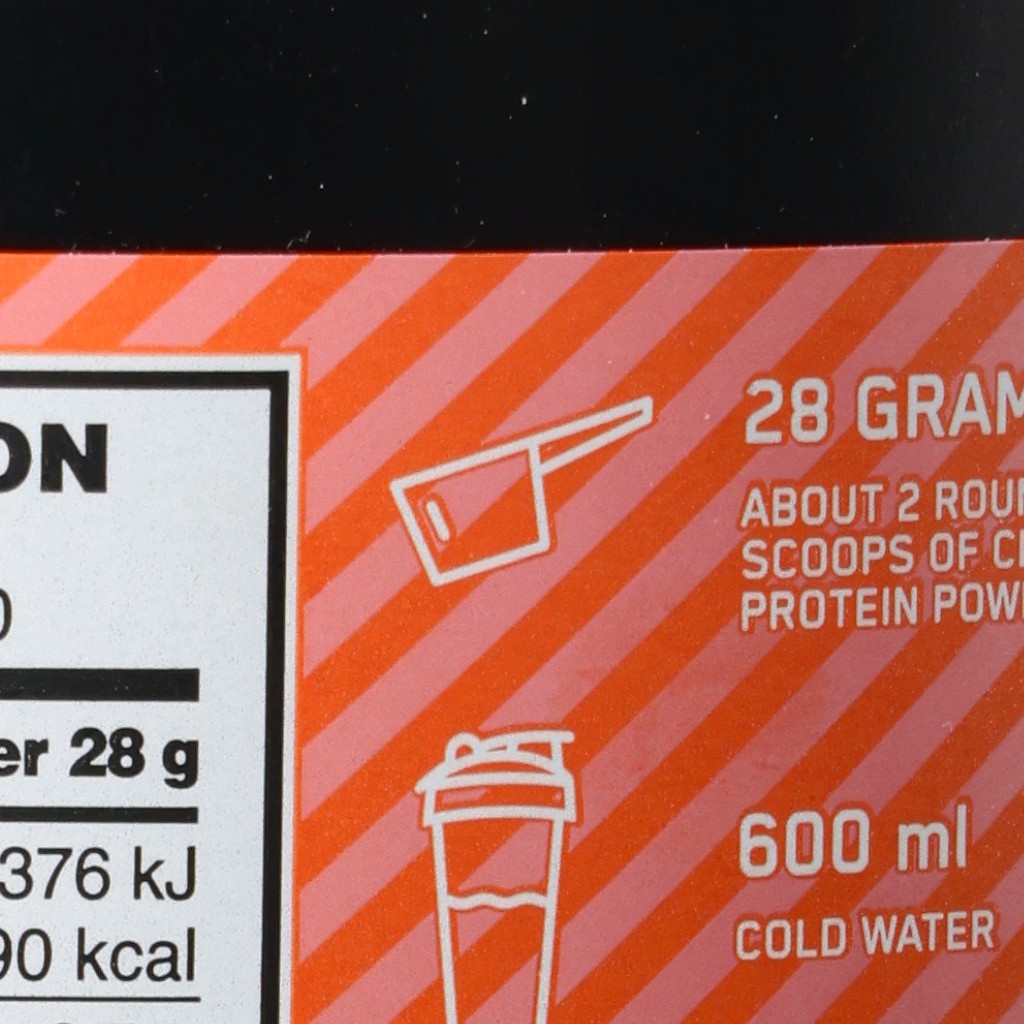 ON
er 28 g
376 kJ
90 kcal
28 GRAM
ABOUT 2 ROU
SCOOPS OF C
PROTEIN POW
600 ml
COLD WATER